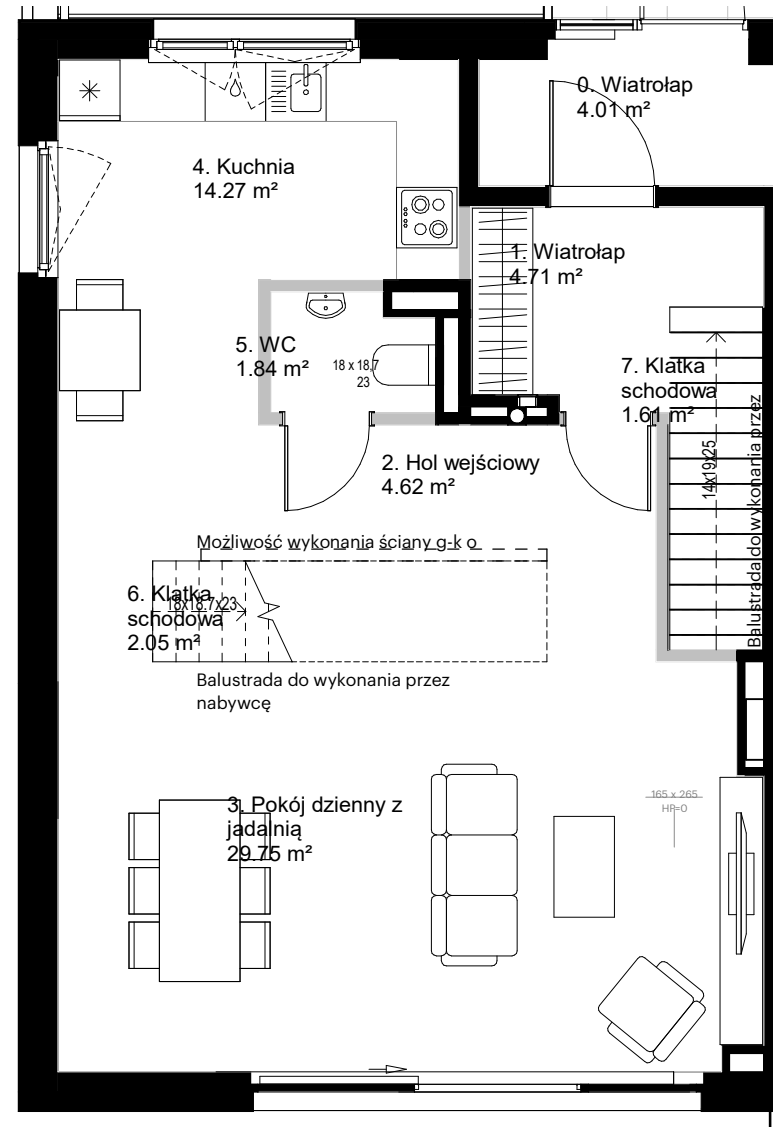 0. Wiatrołap
4.01 m²
4. Kuchnia
14.27 m²
1. Wiatrołap
4.71 m²
5. WC
1.84 m²
18 x 18,7
23
7. Klatka
schodowa
1.61 m²
14x19x25
Balustrada do wykonania przez
2. Hol wejściowy
4.62 m²
Możliwość wykonania ściany g-k o
6. Klatka
schodowa
2.05 m²
18x18.7x23
Balustrada do wykonania przez
nabywcę
3. Pokój dzienny z
jadalnią
29.75 m²
165 x 265
HP=0